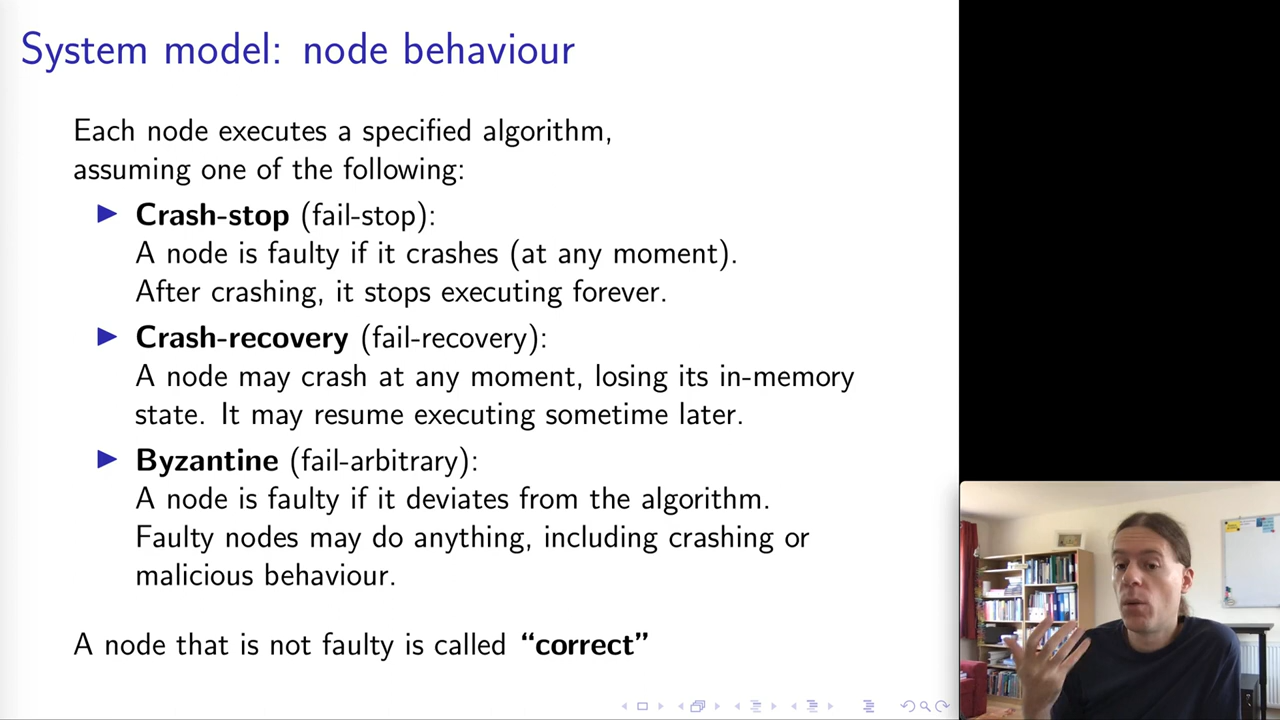 System model: node behaviour
Each node executes a specified algorithm,
assuming one of the following:
▶ Crash-stop (fail-stop):
A node is faulty if it crashes (at any moment).
After crashing, it stops executing forever.
▶ Crash-recovery (fail-recovery):
A node may crash at any moment, losing its in-memory
state. It may resume executing sometime later.
▶ Byzantine (fail-arbitrary):
A node is faulty if it deviates from the algorithm.
Faulty nodes may do anything, including crashing or
malicious behaviour.
A node that is not faulty is called “correct”